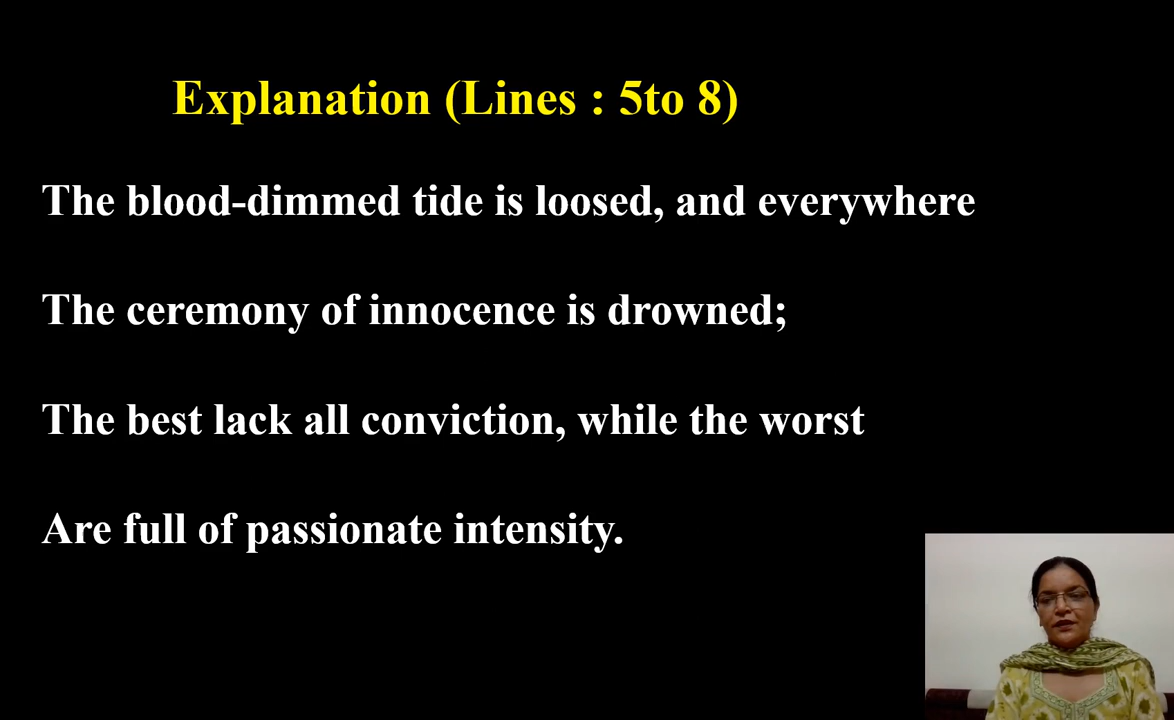 Explanation (Lines : 5to 8)
The blood-dimmed tide is loosed, and everywhere
The ceremony of innocence is drowned;
The best lack all conviction, while the worst
Are full of passionate intensity.